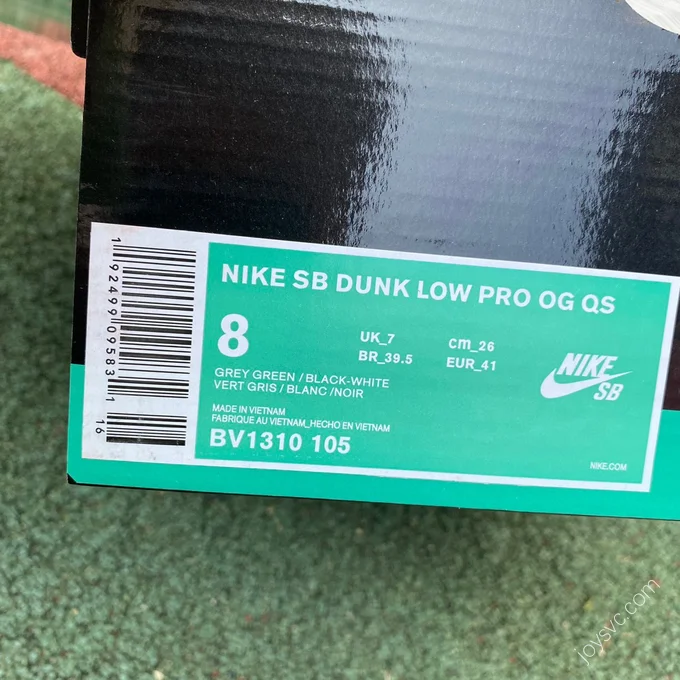 1 92499 09583 1
16
NIKE SB DUNK LOW PRO OG QS
8
UK_7
cm_26
BR_39.5
EUR_41
GREY GREEN / BLACK-WHITE
VERT GRIS / BLANC /NOIR
MADE IN VIETNAM
FABRIQUE AU VIETNAM_HECHO EN VIETNAM
BV1310 105
NIKE
SB
NIKE.COM
joysvc.com